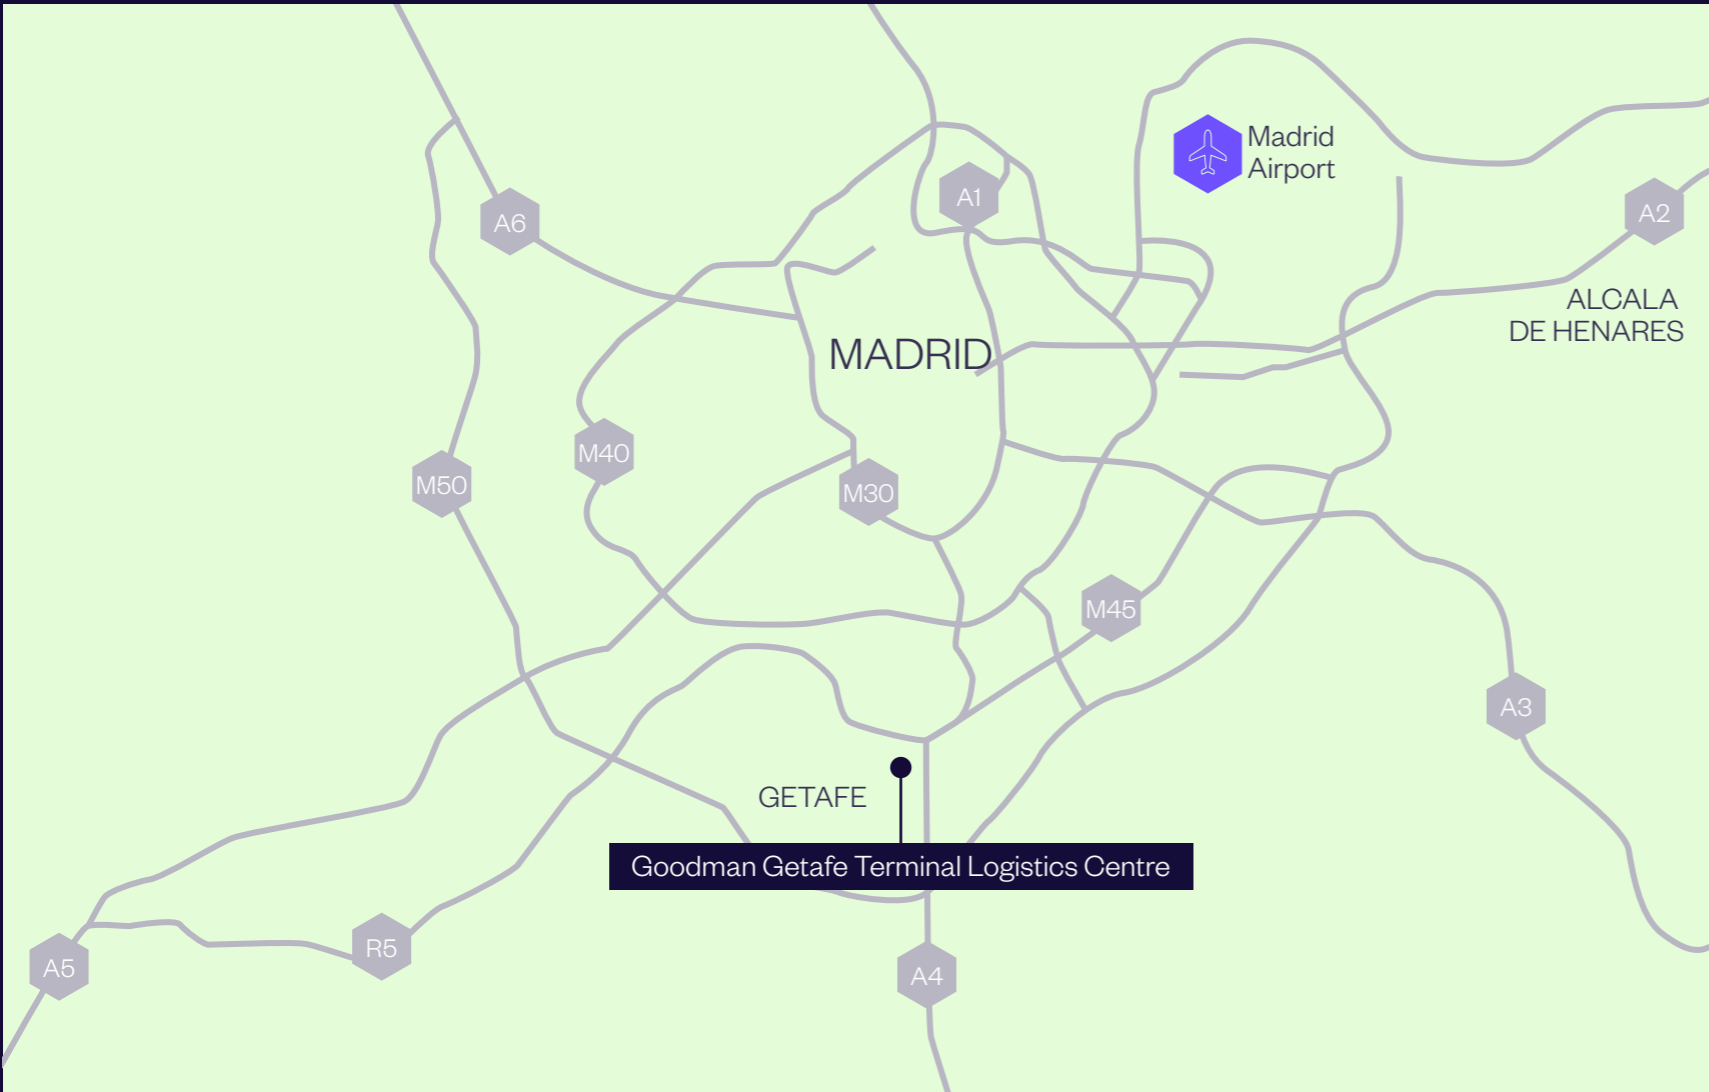 Madrid
Airport
A1
A2
A6
ALCALA
DE HENARES
MADRID
M40
M50
M30
M45
A3
GETAFE
Goodman Getafe Terminal Logistics Centre
R5
A5
A4